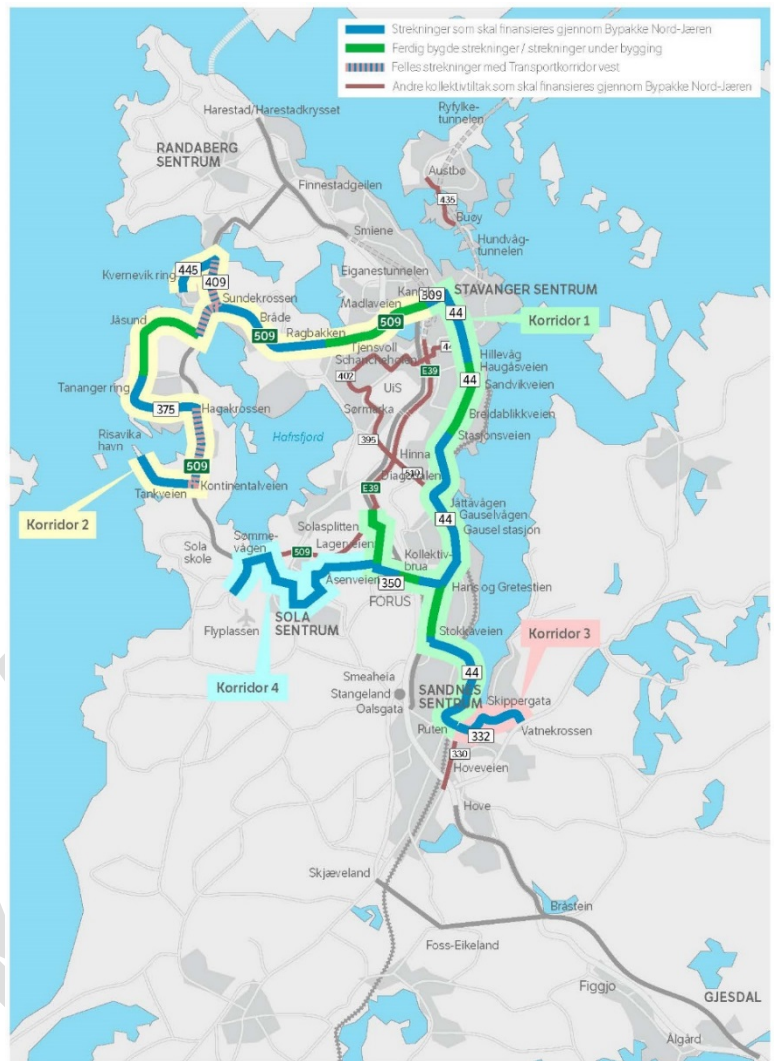 Strekninger som skal finansieres gjennom Bypakke Nord-Jæren
Ferdig bygde strekninger / strekninger under bygging
Felles strekninger med Transportkorridor vest
Andre kollektivtiltak som skal finansieres gjennom Bypakke Nord-Jæren
Ryfylke-
tunnelen
Harestad/Harestadkrysset
RANDABERG
SENTRUM
Austbø
435
Finnestadgeilen
Buøy
Smiene
Hundvåg-
tunnelen
Kvernevik ring
445
409
Eiganestunnelen
STAVANGER SENTRUM
509
Madlaveien
Sundekrossen
44
Korridor 1
Jåsund
Bråde
509
Ragbakken
509
Tjensvoll
44
Hillevåg
Haugåsveien
402
E39
UiS
44
Sandvikveien
Tananger ring
375
Hagakrossen
Sørmarka
Breidablikkveien
Risavika
havn
Hafrsfjord
395
Stasjonsveien
Hinna
509
Diagonalen
Tankveien
Kontinentalveien
E39
Jåttåvågen
Gauselvågen
44
Gausel stasjon
Korridor 2
Solasplitten
Sømme-
vågen
509
Lagerveien
Sola
skole
Kollektiv-
brua
Åsenveien
350
Hans og Gretestien
FORUS
Flyplassen
SOLA
SENTRUM
Stokkaveien
Korridor 3
Korridor 4
Smeaheia
44
Stangeland
SANDNES
SENTRUM
Skippergata
Oalsgata
Ruten
332
Vatnekrossen
330
Hoveveien
Hove
Skjæveland
Bråstein
Foss-Eikeland
Figgjo
GJESDAL
Ålgård